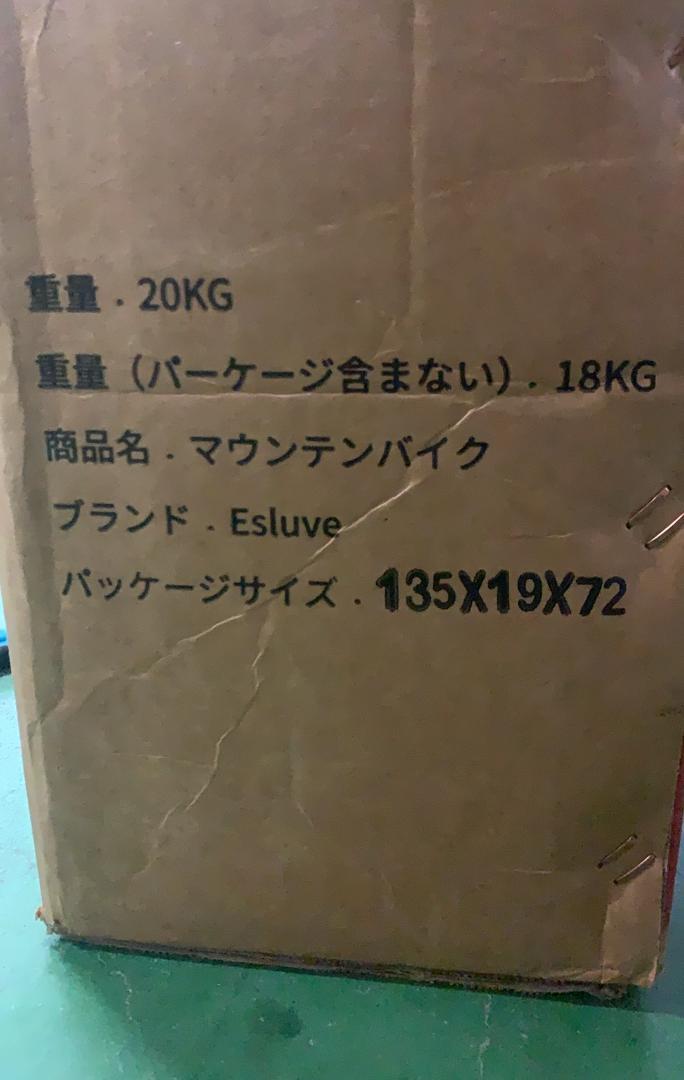 重量．20KG
重量（パーケージ含まない）．18KG
商品名．マウンテンバイク
ブランド．Esluve
パッケージサイズ．135X19X72